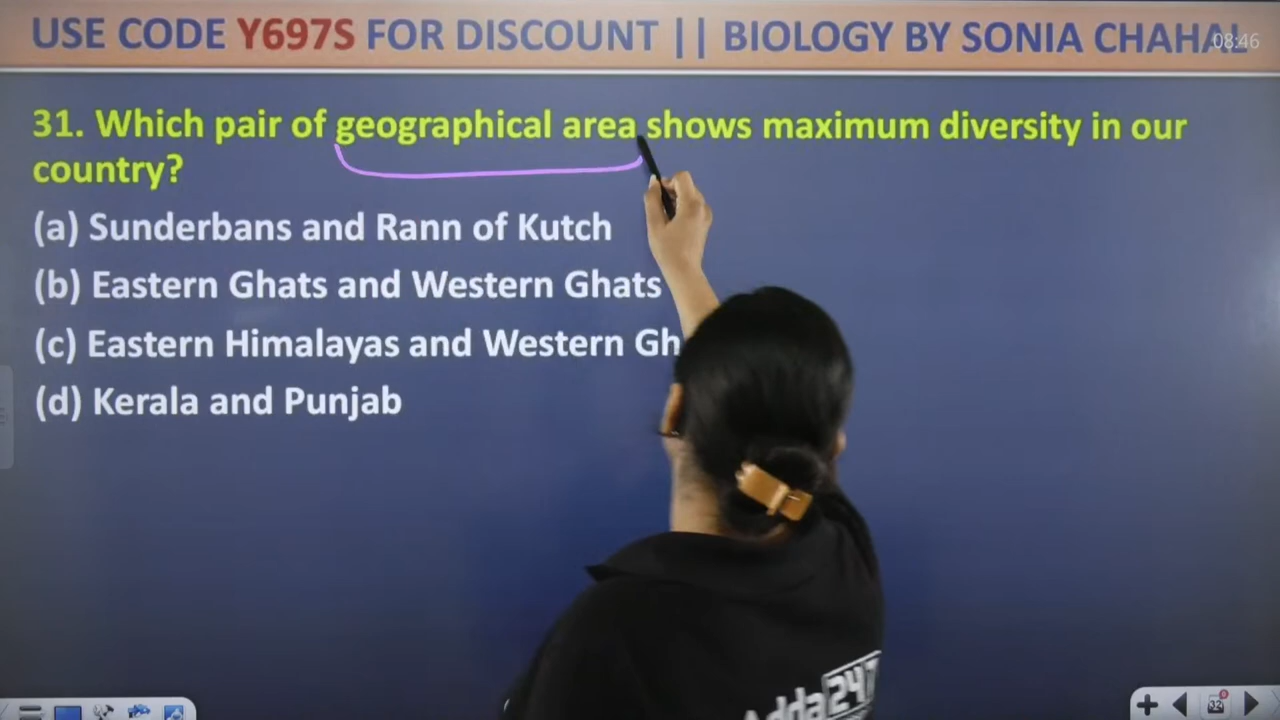 USE CODE Y697S FOR DISCOUNT || BIOLOGY BY SONIA CHAHAL
08:46
31. Which pair of geographical area shows maximum diversity in our
country?
(a) Sunderbans and Rann of Kutch
(b) Eastern Ghats and Western Ghats
(c) Eastern Himalayas and Western Gh
(d) Kerala and Punjab
Adda247
32